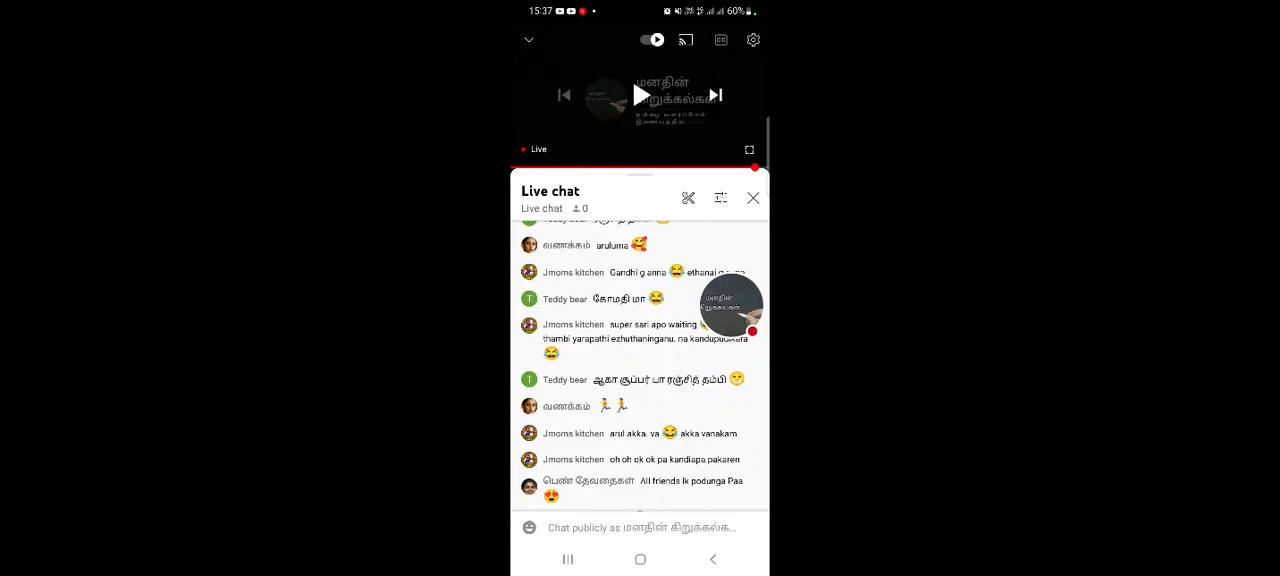 15:37
60%
மனதின்
கிறுக்கல்கள்
Live
Live chat
Live chat 0
வணக்கம் aruluma 🥰
Jmoms kitchen Gandhi g anna 😂 ethanai
T Teddy bear கோமதி மா 😂
மனதின்
கிறுக்கல்கள்
Jmoms kitchen super sari apo waiting
thambi yarapathi ezhuthaninganu. na kandupudikara
😂
T Teddy bear ஆகா சூப்பர் பா ரஞ்சித் தம்பி 😁
வணக்கம் 🏃🏃
Jmoms kitchen arul akka. va 😂 akka vanakam
Jmoms kitchen oh oh ok ok pa kandiapa pakaren
பெண் தேவதைகள் All friends lk podunga Paa
😍
Chat publicly as மனதின் கிறுக்கல்க...